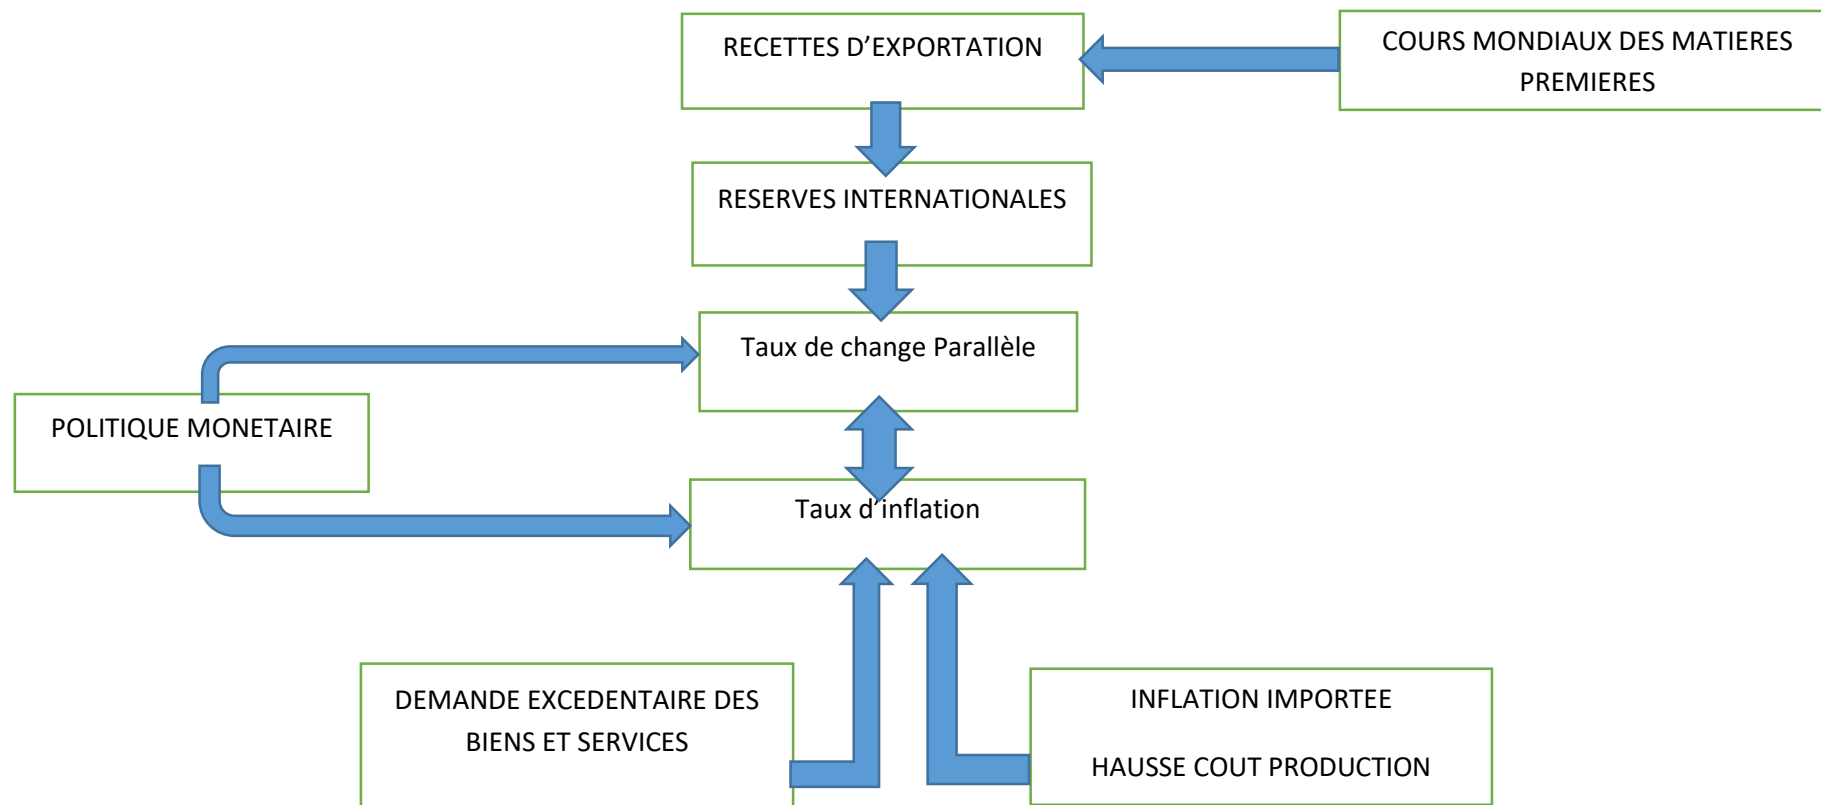 RECETTES D’EXPORTATION
COURS MONDIAUX DES MATIERES
PREMIERES
RESERVES INTERNATIONALES
Taux de change Parallèle
POLITIQUE MONETAIRE
Taux d’inflation
DEMANDE EXCEDENTAIRE DES
BIENS ET SERVICES
INFLATION IMPORTEE
HAUSSE COUT PRODUCTION